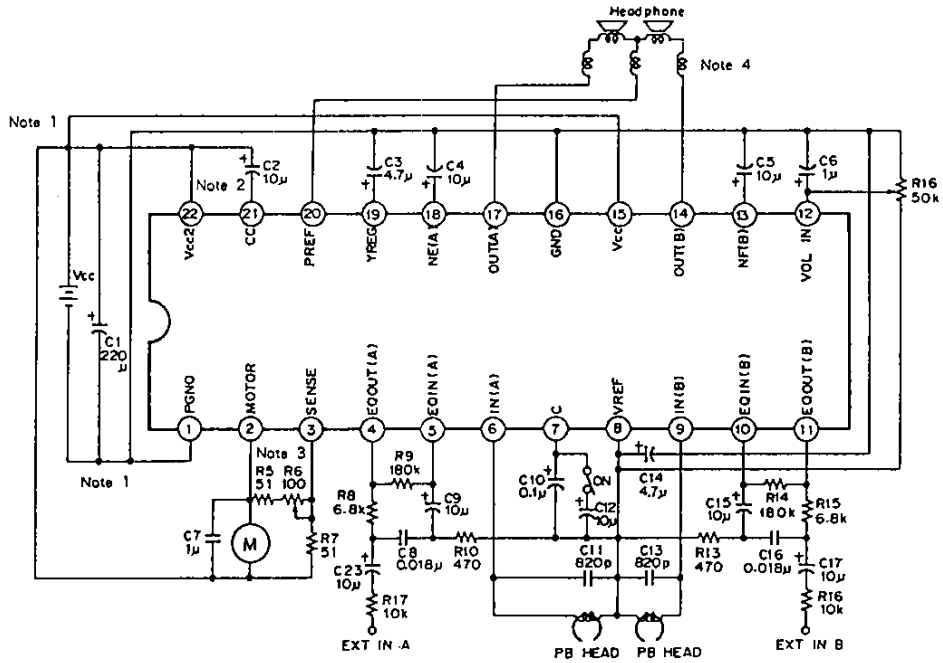 Headphone
Note 4
Note 1
C2
10μ
Note 2
C3
4.7μ
C4
10μ
C5
10μ
C6
1μ
R16
50k
22
21
20
19
18
17
16
15
14
13
12
Vcc2
CC
PREF
YREG
NE(A)
OUT(A)
GND
Vcc
OUT(B)
NF(B)
VOL IN
Vcc
C1
220
μ
PGND
MOTOR
SENSE
EQOUT(A)
EQIN(A)
IN(A)
C
VREF
IN(B)
EQIN(B)
EQOUT(B)
1
2
3
4
5
6
7
8
9
10
11
Note 1
Note 3
R5
51
R6
100
R9
180k
R8
6.8k
C9
10μ
C10
0.1μ
ON
C12
10μ
C14
4.7μ
C15
10μ
R14
180k
R15
6.8k
C7
1μ
M
R7
51
C8
0.018μ
R10
470
C11
820p
C13
820p
R13
470
C16
0.018μ
C17
10μ
C23
10μ
R17
10k
R16
10k
EXT IN A
PB HEAD
PB HEAD
EXT IN B